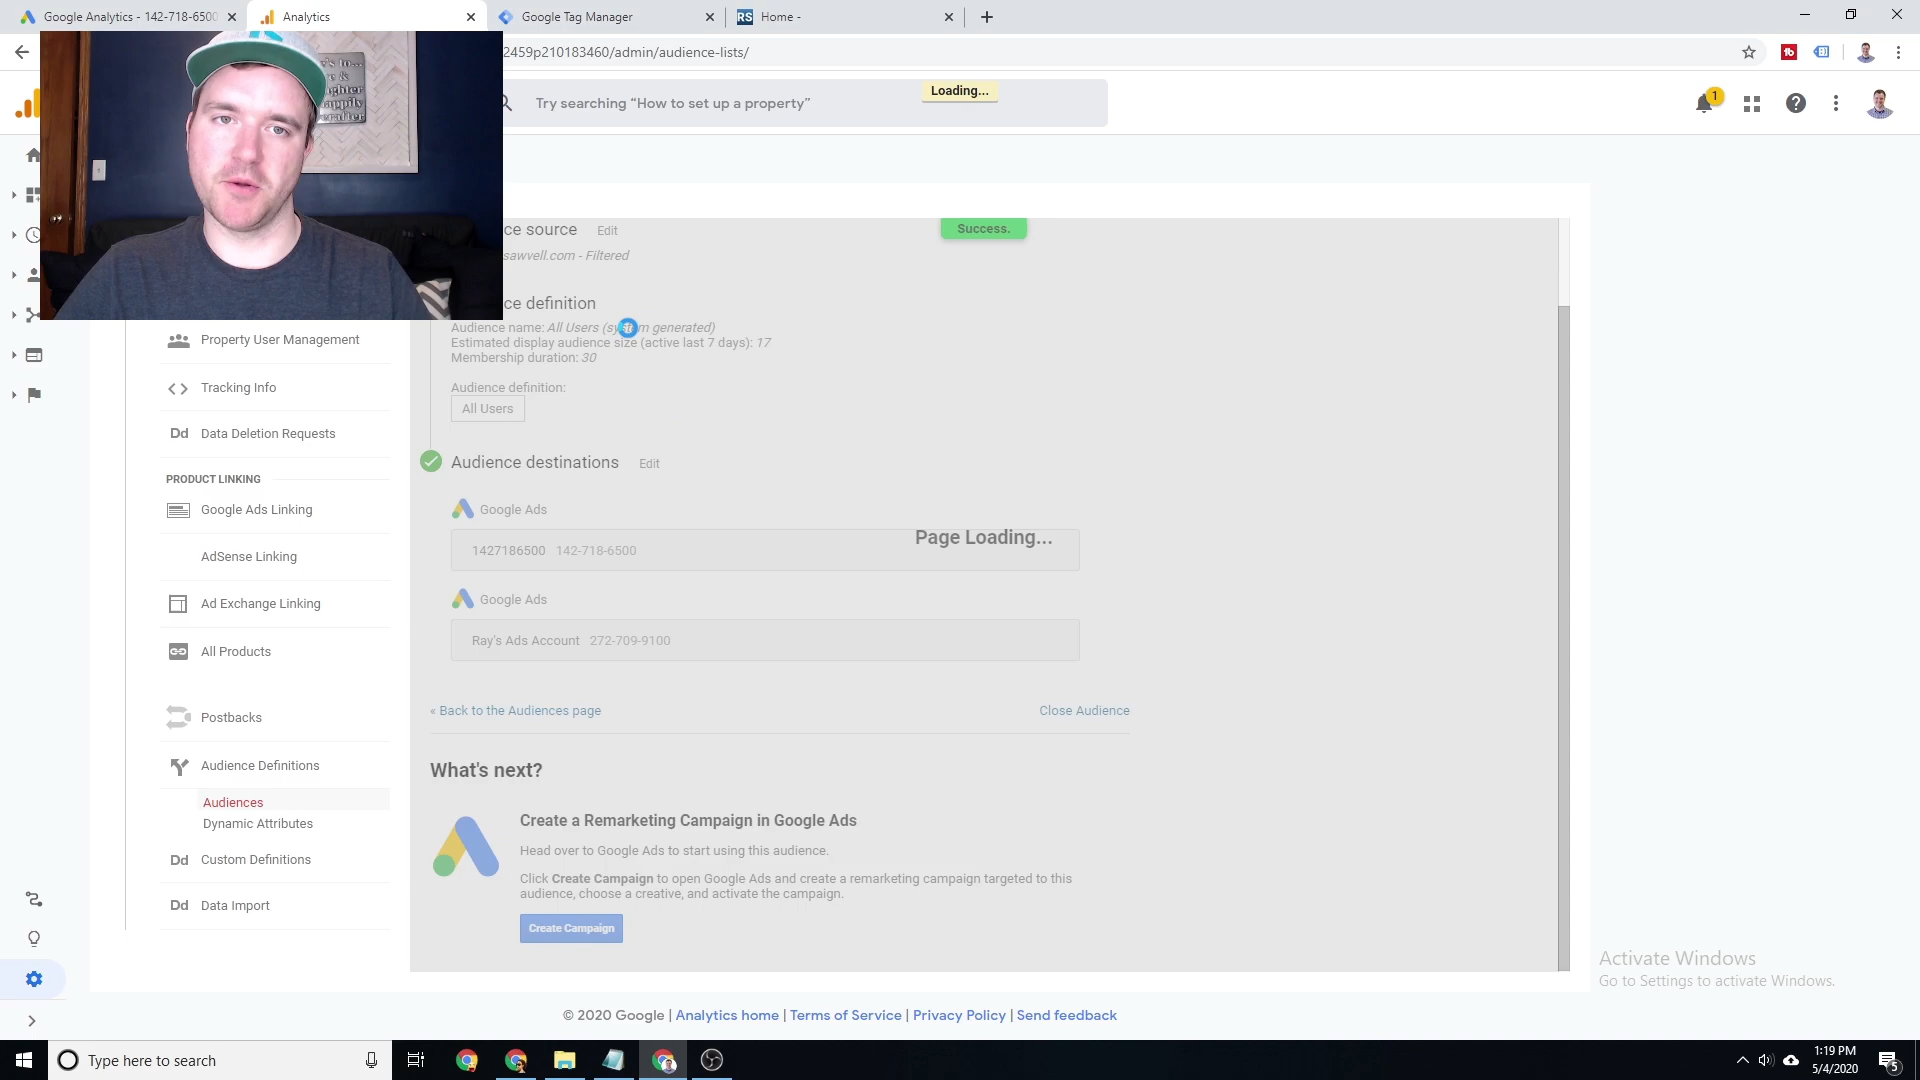 Google Analytics - 142-718-6500
Analytics
Google Tag Manager
RS Home -
2459p210183460/admin/audience-lists/
Try searching “How to set up a property”
Loading...
1
Success.
ce source Edit
sawvell.com - Filtered
ce definition
Audience name: All Users (system generated)
Estimated display audience size (active last 7 days): 17
Membership duration: 30
Audience definition:
All Users
Audience destinations Edit
Google Ads
1427186500 142-718-6500
Page Loading...
Google Ads
Ray's Ads Account 272-709-9100
« Back to the Audiences page
Close Audience
What's next?
Create a Remarketing Campaign in Google Ads
Head over to Google Ads to start using this audience.
Click Create Campaign to open Google Ads and create a remarketing campaign targeted to this
audience, choose a creative, and activate the campaign.
Create Campaign
Property User Management
Tracking Info
Dd Data Deletion Requests
PRODUCT LINKING
Google Ads Linking
AdSense Linking
Ad Exchange Linking
All Products
Postbacks
Audience Definitions
Audiences
Dynamic Attributes
Dd Custom Definitions
Dd Data Import
Activate Windows
Go to Settings to activate Windows.
© 2020 Google | Analytics home | Terms of Service | Privacy Policy | Send feedback
Type here to search
1:19 PM
5/4/2020
5